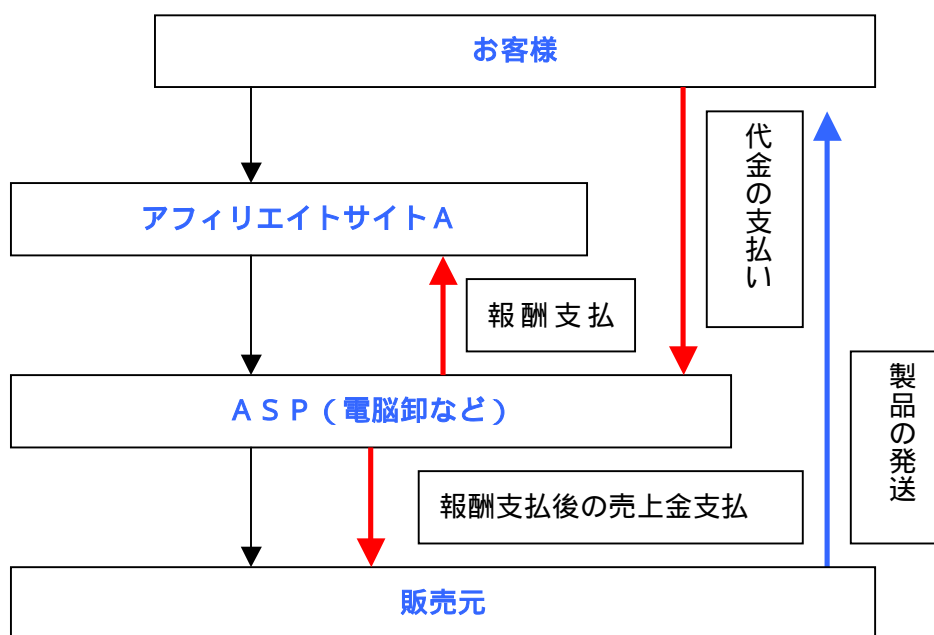 お客様
代金の支払い
アフィリエイトサイトＡ
報酬支払
製品の発送
ＡＳＰ（電脳卸など）
報酬支払後の売上金支払
販売元